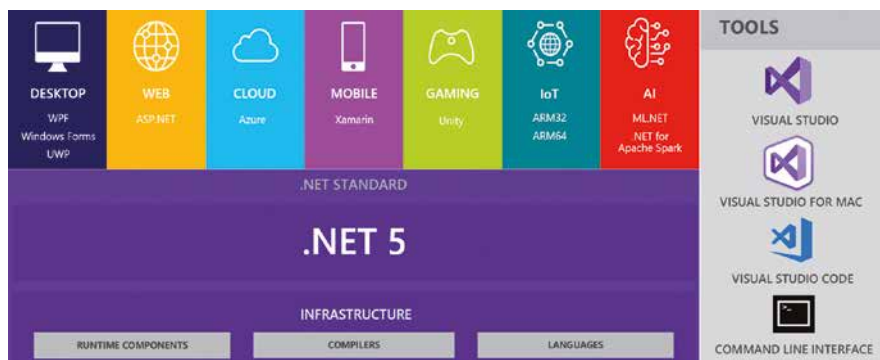 DESKTOP
WPF
Windows Forms
UWP
WEB
ASP.NET
CLOUD
Azure
MOBILE
Xamarin
GAMING
Unity
IoT
ARM32
ARM64
AI
ML.NET
.NET for
Apache Spark
.NET STANDARD
.NET 5
INFRASTRUCTURE
RUNTIME COMPONENTS
COMPILERS
LANGUAGES
TOOLS
VISUAL STUDIO
VISUAL STUDIO FOR MAC
VISUAL STUDIO CODE
COMMAND LINE INTERFACE